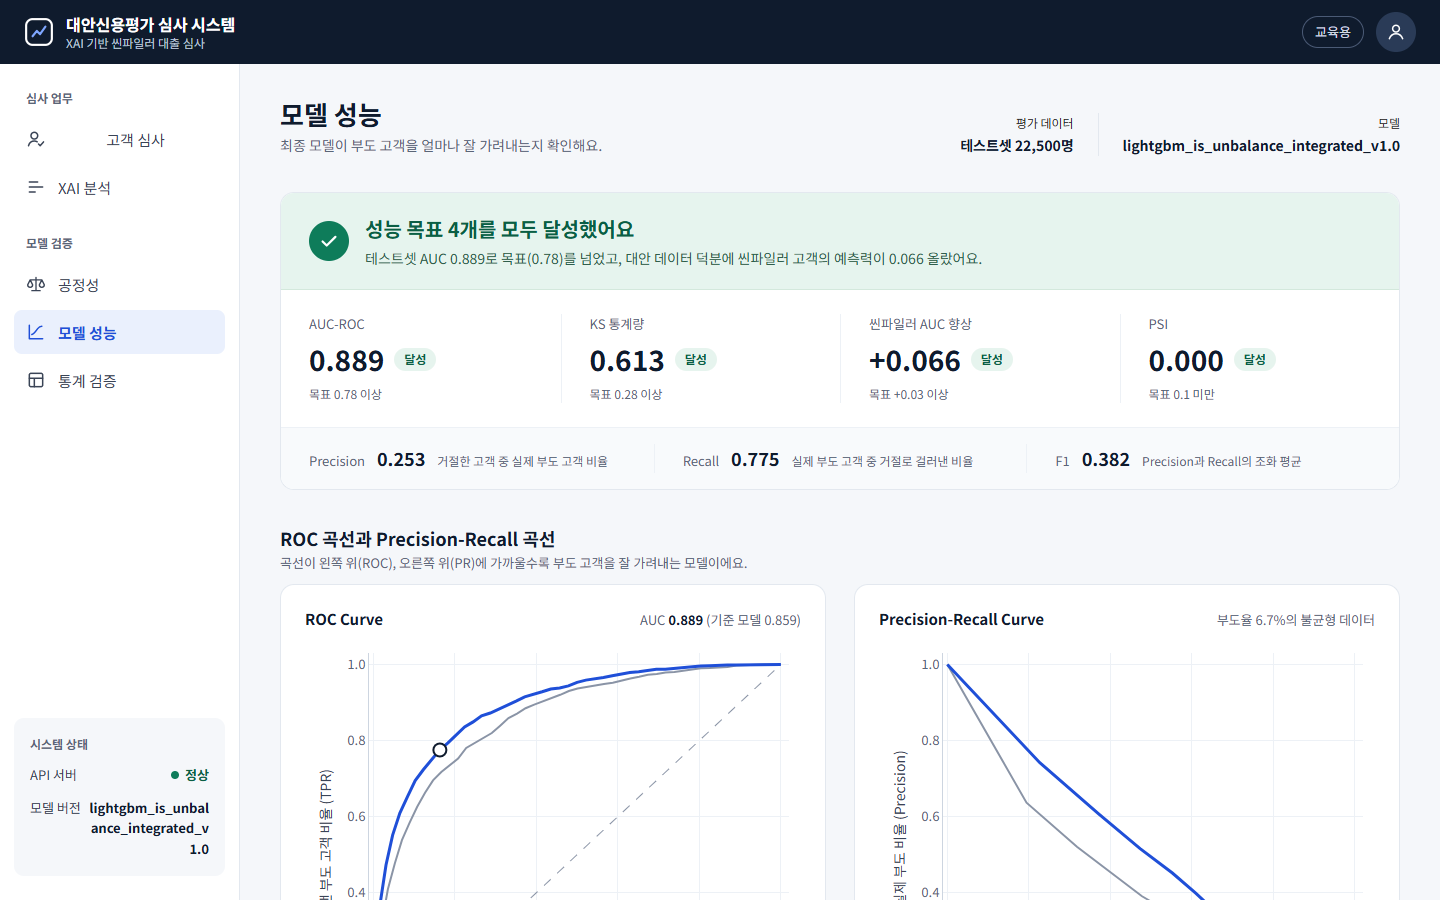 대안신용평가 심사 시스템
XAI 기반 씬파일러 대출 심사
교육용
심사 업무
고객 심사
XAI 분석
모델 검증
공정성
모델 성능
통계 검증
시스템 상태
API 서버
정상
모델 버전
lightgbm_is_unbal
ance_integrated_v
1.0
모델 성능
최종 모델이 부도 고객을 얼마나 잘 가려내는지 확인해요.
평가 데이터
테스트셋 22,500명
모델
lightgbm_is_unbalance_integrated_v1.0
성능 목표 4개를 모두 달성했어요
테스트셋 AUC 0.889로 목표(0.78)를 넘었고, 대안 데이터 덕분에 씬파일러 고객의 예측력이 0.066 올랐어요.
AUC-ROC
0.889 달성
목표 0.78 이상
KS 통계량
0.613 달성
목표 0.28 이상
씬파일러 AUC 향상
+0.066 달성
목표 +0.03 이상
PSI
0.000 달성
목표 0.1 미만
Precision 0.253 거절한 고객 중 실제 부도 고객 비율
Recall 0.775 실제 부도 고객 중 거절로 걸러낸 비율
F1 0.382 Precision과 Recall의 조화 평균
ROC 곡선과 Precision-Recall 곡선
곡선이 왼쪽 위(ROC), 오른쪽 위(PR)에 가까울수록 부도 고객을 잘 가려내는 모델이에요.
ROC Curve
AUC 0.889 (기준 모델 0.859)
1.0
0.8
0.6
0.4
부도 고객 비율 (TPR)
Precision-Recall Curve
부도율 6.7%의 불균형 데이터
1.0
0.8
0.6
0.4
실제 부도 비율 (Precision)